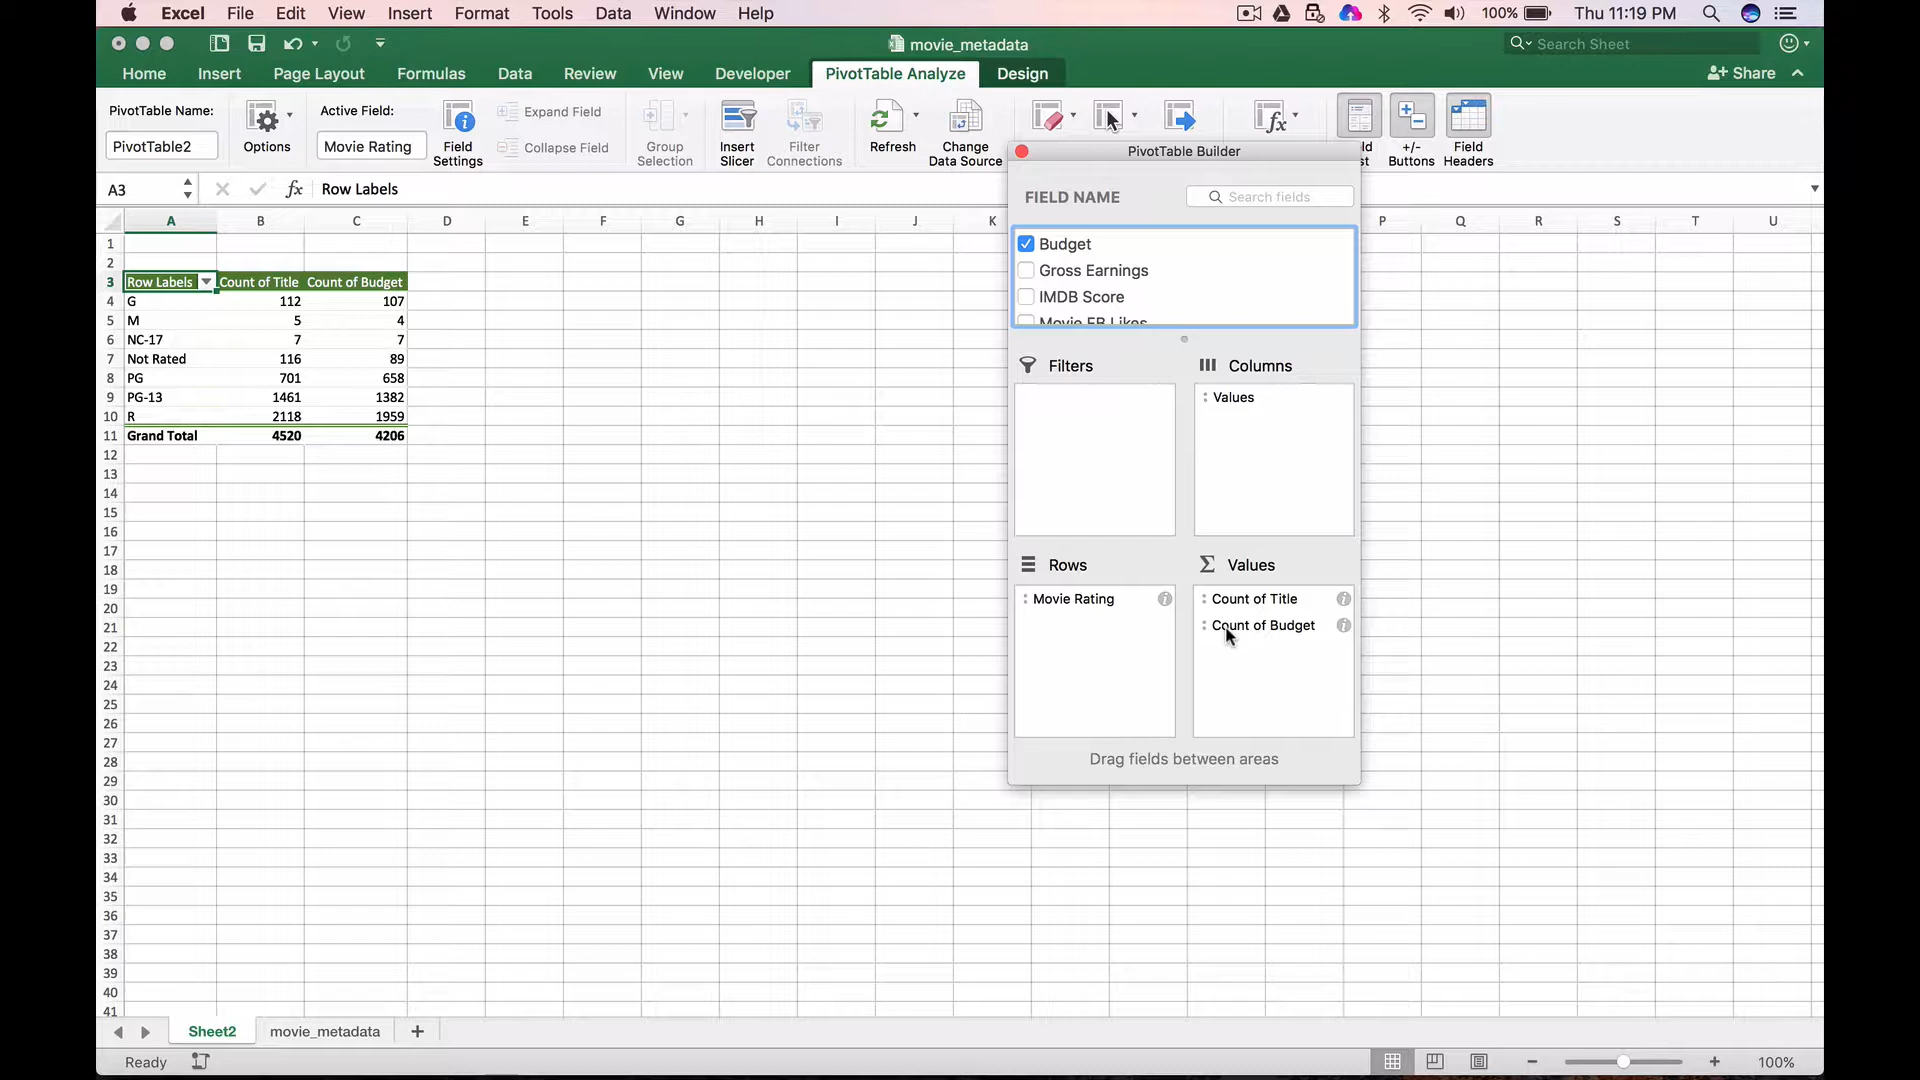 Excel File Edit View Insert Format Tools Data Window Help 100% Thu 11:19 PM
movie_metadata Search Sheet
Home Insert Page Layout Formulas Data Review View Developer PivotTable Analyze Design Share
PivotTable Name: Active Field: Expand Field
PivotTable2 Options Movie Rating Field Settings Collapse Field Group Selection Insert Slicer Filter Connections Refresh Change Data Source +/- Buttons Field Headers
A3 fx Row Labels
PivotTable Builder
FIELD NAME Search fields
A B C D E F G H I J K P Q R S T U
Budget
Gross Earnings
IMDB Score
Movie FB Likes
1
2
3 Row Labels Count of Title Count of Budget
4 G 112 107
5 M 5 4
6 NC-17 7 7
7 Not Rated 116 89
8 PG 701 658
9 PG-13 1461 1382
10 R 2118 1959
11 Grand Total 4520 4206
12
13
14
15
16
17
18
19
20
21
22
23
24
25
26
27
28
29
30
31
32
33
34
35
36
37
38
39
40
41
Filters Columns
Values
Rows Values
Movie Rating Count of Title
Count of Budget
Drag fields between areas
Sheet2 movie_metadata +
Ready 100%